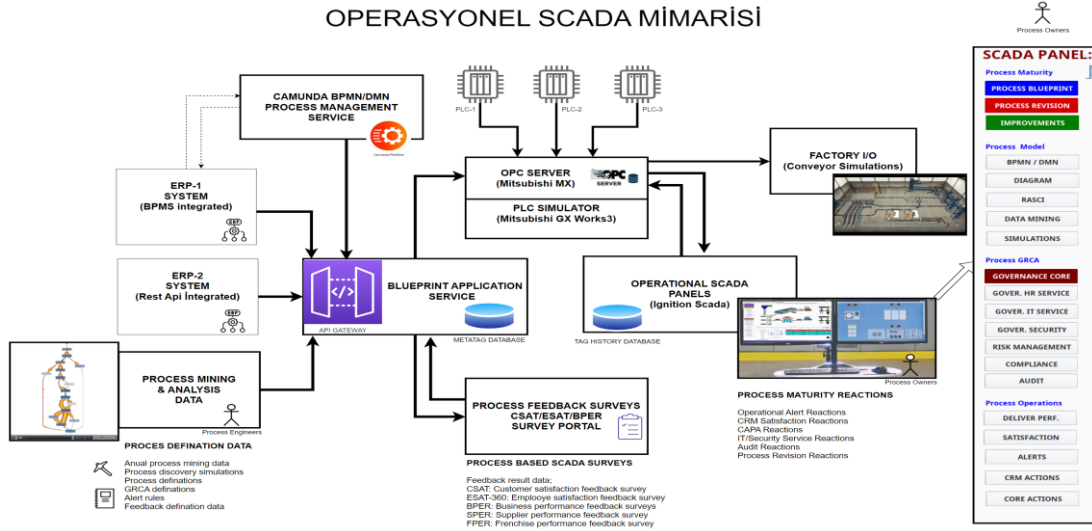 OPERASYONEL SCADA MİMARİSİ
Process Owners
SCADA PANEL:
Process Maturity
PROCESS BLUEPRINT
PROCESS REVISION
IMPROVEMENTS
Process Model
BPMN / DMN
DIAGRAM
RASCI
DATA MINING
SIMULATIONS
Process GRCA
GOVERNANCE CORE
GOVER. HR SERVICE
GOVER. IT SERVICE
GOVER. SECURITY
RISK MANAGEMENT
COMPLIANCE
AUDIT
Process Operations
DELIVER PERF.
SATISFACTION
ALERTS
CRM ACTIONS
CORE ACTIONS
CAMUNDA BPMN/DMN
PROCESS MANAGEMENT
SERVICE
Camunda Platform
PLC-1
PLC-2
PLC-3
OPC SERVER
(Mitsubishi MX)
OPC
SERVER
PLC SIMULATOR
(Mitsubishi GX Works3)
FACTORY I/O
(Conveyor Simulations)
ERP-1
SYSTEM
(BPMS integrated)
ERP
ERP-2
SYSTEM
(Rest Api İntegrated)
ERP
BLUEPRINT APPLICATION
SERVICE
API GATEWAY
METATAG DATABASE
OPERATIONAL SCADA
PANELS
(Ignition Scada)
TAG HISTORY DATABASE
Process Owners
PROCESS MINING
& ANALYSIS
DATA
Process Engineers
PROCES DEFINATION DATA
Anual process mining data
Process discovery simulations
Process definations
GRCA definations
Alert rules
Feedback defination data
PROCESS FEEDBACK SURVEYS
CSAT/ESAT/BPER
SURVEY PORTAL
PROCESS BASED SCADA SURVEYS
Feedback result data;
CSAT: Customer satisfaction feedback survey
ESAT-360: Emplooye satisfaction feedback survey
BPER: Business performance feedback surveys
SPER: Supplier performance feedback survey
FPER: Frenchise performance feedback survey
PROCESS MATURITY REACTIONS
Operational Alert Reactions
CRM Satisfaction Reactions
CAPA Reactions
IT/Security Service Reactions
Audit Reactions
Process Revision Reactions